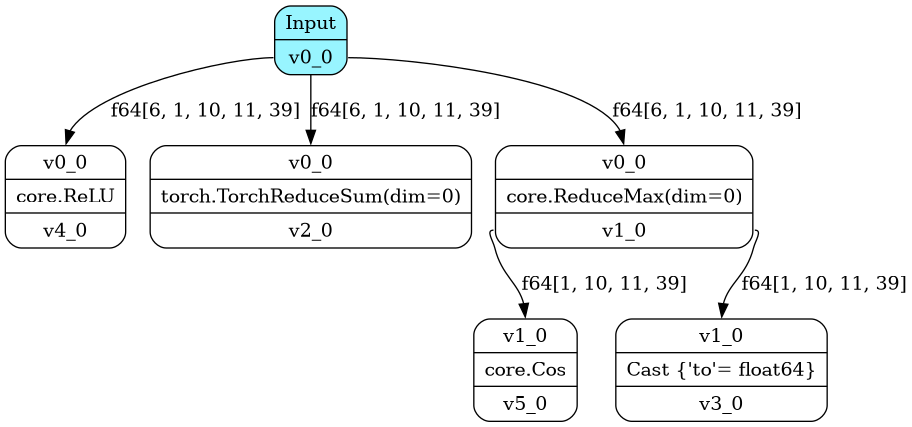 Input
v0_0
f64[6, 1, 10, 11, 39]
f64[6, 1, 10, 11, 39]
f64[6, 1, 10, 11, 39]
v0_0
core.ReLU
v4_0
v0_0
torch.TorchReduceSum(dim=0)
v2_0
v0_0
core.ReduceMax(dim=0)
v1_0
f64[1, 10, 11, 39]
f64[1, 10, 11, 39]
v1_0
core.Cos
v5_0
v1_0
Cast {'to'= float64}
v3_0